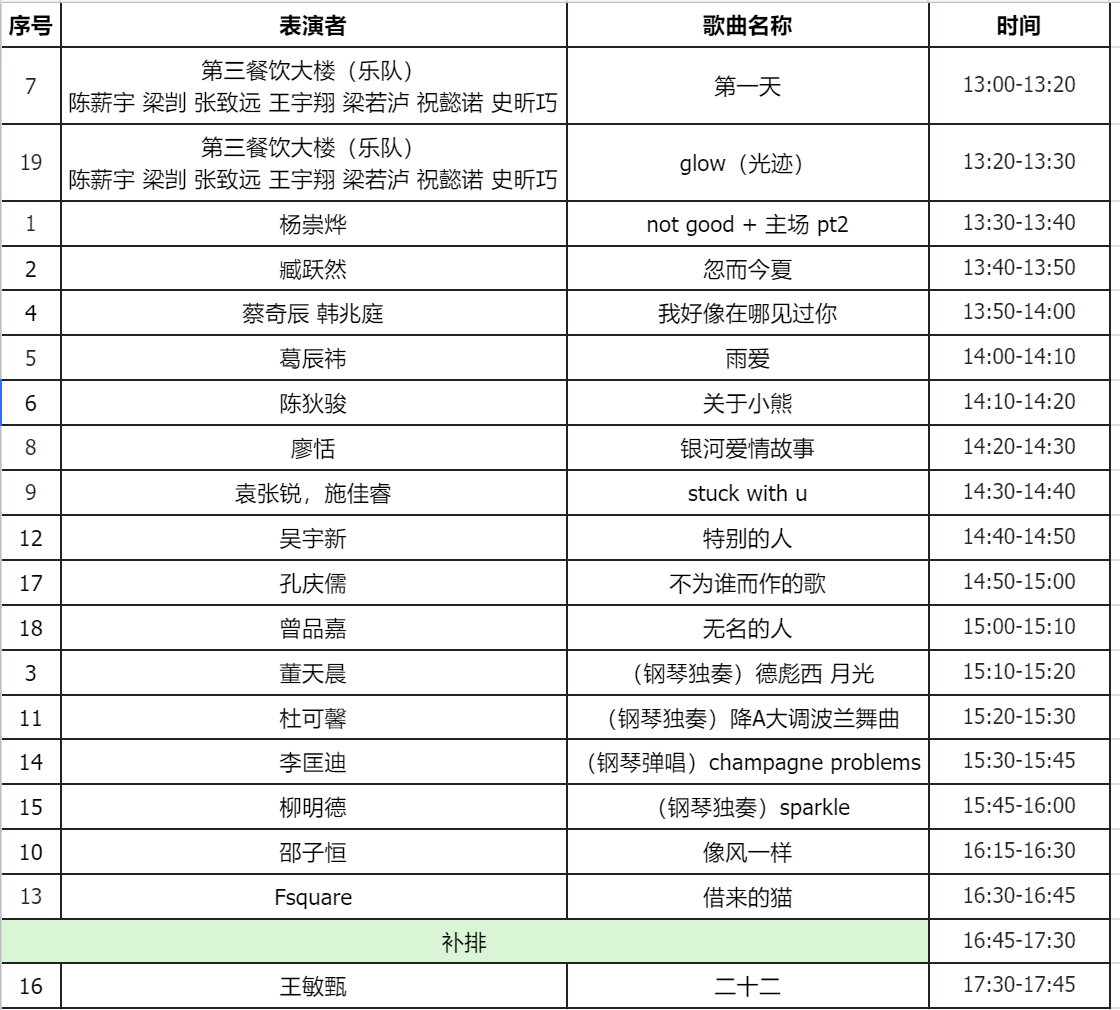 序号 表演者 歌曲名称 时间
7 第三餐饮大楼（乐队） 第一天 13:00-13:20
陈薪宇 梁剀 张致远 王宇翔 梁若泸 祝懿诺 史昕巧
19 第三餐饮大楼（乐队） glow（光迹） 13:20-13:30
陈薪宇 梁剀 张致远 王宇翔 梁若泸 祝懿诺 史昕巧
1 杨崇烨 not good + 主场 pt2 13:30-13:40
2 臧跃然 忽而今夏 13:40-13:50
4 蔡奇辰 韩兆庭 我好像在哪见过你 13:50-14:00
5 葛辰祎 雨爱 14:00-14:10
6 陈狄骏 关于小熊 14:10-14:20
8 廖恬 银河爱情故事 14:20-14:30
9 袁张锐，施佳睿 stuck with u 14:30-14:40
12 吴宇新 特别的人 14:40-14:50
17 孔庆儒 不为谁而作的歌 14:50-15:00
18 曾品嘉 无名的人 15:00-15:10
3 董天晨 （钢琴独奏）德彪西 月光 15:10-15:20
11 杜可馨 （钢琴独奏）降A大调波兰舞曲 15:20-15:30
14 李匡迪 （钢琴弹唱）champagne problems 15:30-15:45
15 柳明德 （钢琴独奏）sparkle 15:45-16:00
10 邵子恒 像风一样 16:15-16:30
13 Fsquare 借来的猫 16:30-16:45
补排 16:45-17:30
16 王敏甄 二十二 17:30-17:45